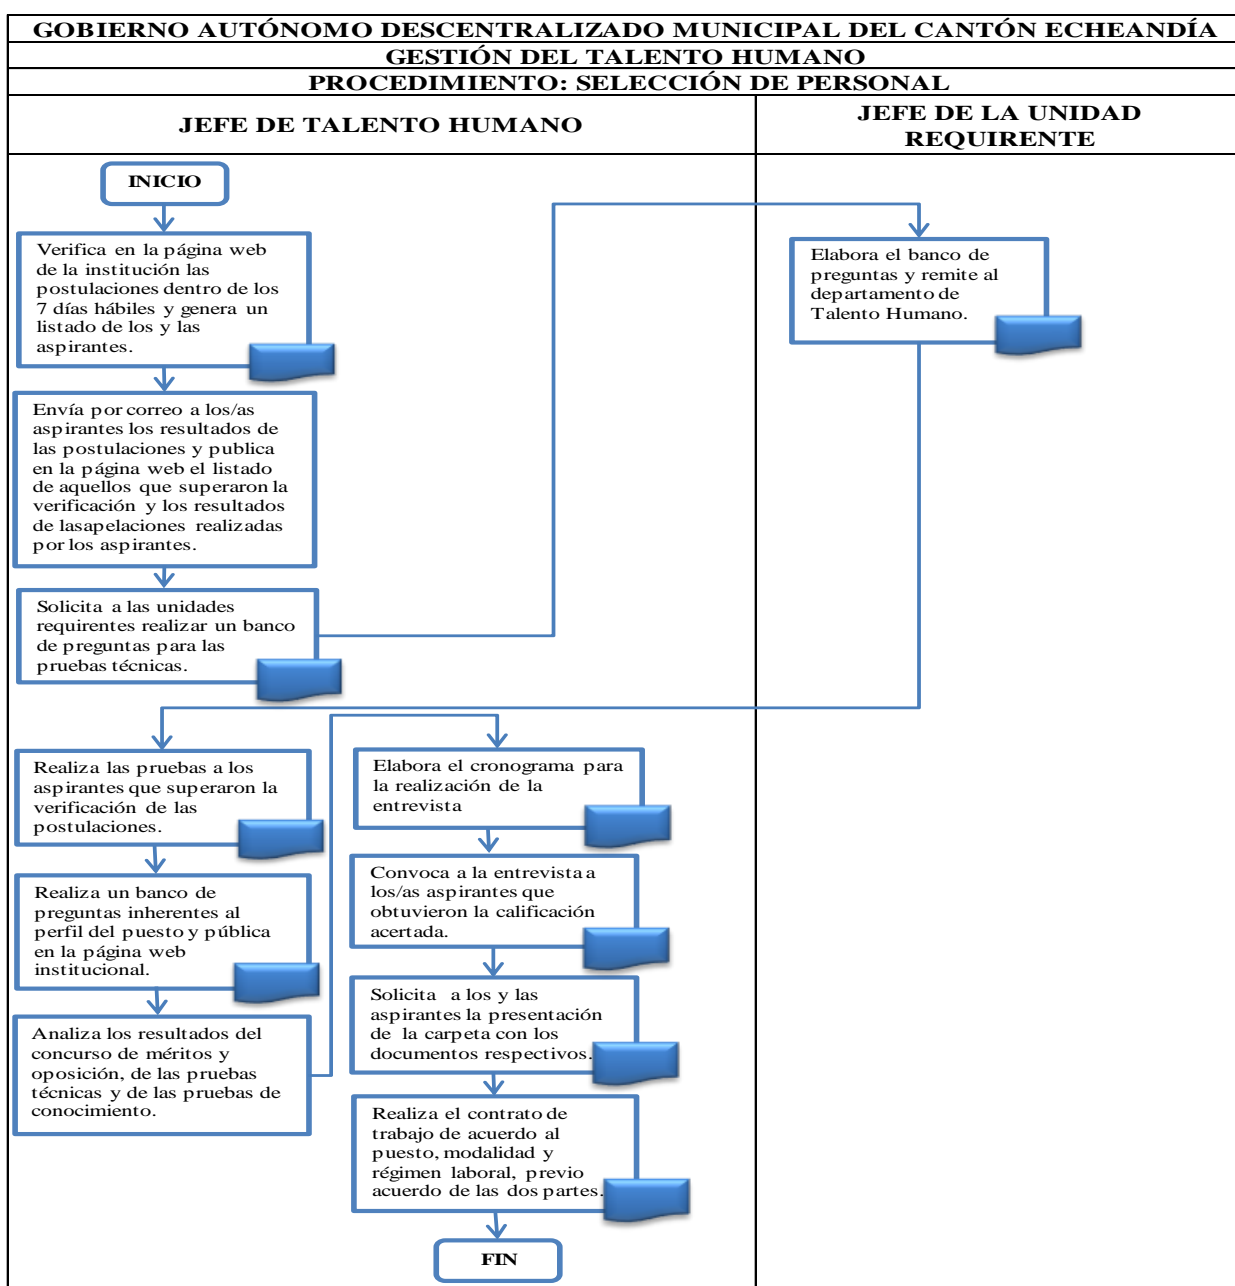 GOBIERNO AUTÓNOMO DESCENTRALIZADO MUNICIPAL DEL CANTÓN ECHEANDÍA
GESTIÓN DEL TALENTO HUMANO
PROCEDIMIENTO: SELECCIÓN DE PERSONAL
JEFE DE TALENTO HUMANO
JEFE DE LA UNIDAD
REQUIRENTE
INICIO
Verifica en la página web
de la institución las
postulaciones dentro de los
7 días hábiles y genera un
listado de los y las
aspirantes.
Envía por correo a los/as
aspirantes los resultados de
las postulaciones y publica
en la página web el listado
de aquellos que superaron la
verificación y los resultados
de lasapelaciones realizadas
por los aspirantes.
Solicita a las unidades
requirentes realizar un banco
de preguntas para las
pruebas técnicas.
Elabora el banco de
preguntas y remite al
departamento de
Talento Humano.
Realiza las pruebas a los
aspirantes que superaron la
verificación de las
postulaciones.
Realiza un banco de
preguntas inherentes al
perfil del puesto y pública
en la página web
institucional.
Analiza los resultados del
concurso de méritos y
oposición, de las pruebas
técnicas y de las pruebas de
conocimiento.
Elabora el cronograma para
la realización de la
entrevista
Convoca a la entrevista a
los/as aspirantes que
obtuvieron la calificación
acertada.
Solicita a los y las
aspirantes la presentación
de la carpeta con los
documentos respectivos.
Realiza el contrato de
trabajo de acuerdo al
puesto, modalidad y
régimen laboral, previo
acuerdo de las dos partes.
FIN